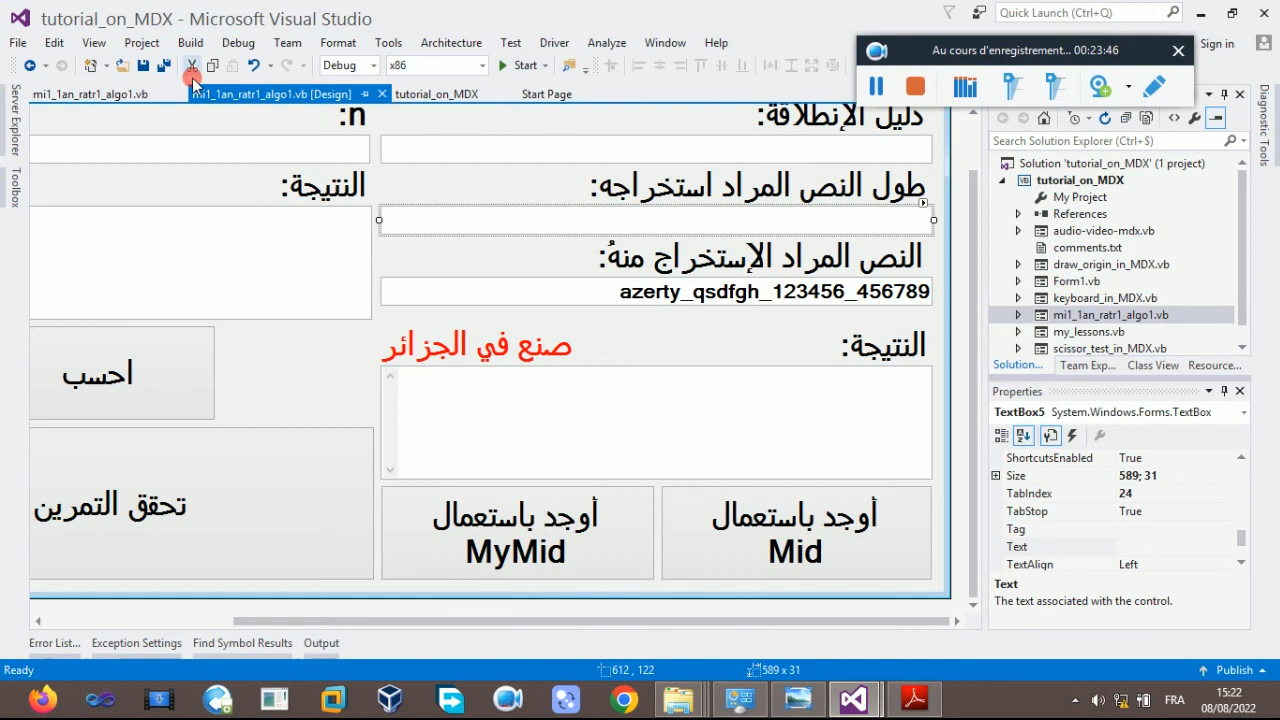 tutorial_on_MDX - Microsoft Visual Studio
Quick Launch (Ctrl+Q)
File Edit View Project Build Debug Team Format Tools Architecture Test Driver Analyze Window Help
Sign in
Au cours d'enregistrement... 00:23:46
Debug x86 Start
mi1_1an_ratr1_algo1.vb
mi1_1an_ratr1_algo1.vb [Design]
tutorial_on_MDX
Start Page
Server Explorer
Toolbox
Diagnostic Tools
دليل الإنطلاقة:
n:
طول النص المراد استخراجه:
النتيجة:
النص المراد الإستخراج منهُ:
azerty_qsdfgh_123456_456789
النتيجة:
صنع في الجزائر
احسب
تحقق التمرين
أوجد باستعمال
Mid
أوجد باستعمال
MyMid
Search Solution Explorer (Ctrl+$)
Solution 'tutorial_on_MDX' (1 project)
tutorial_on_MDX
My Project
References
audio-video-mdx.vb
comments.txt
draw_origin_in_MDX.vb
Form1.vb
keyboard_in_MDX.vb
mi1_1an_ratr1_algo1.vb
my_lessons.vb
scissor_test_in_MDX.vb
Solution... Team Exp... Class View Resource...
Properties
TextBox5 System.Windows.Forms.TextBox
ShortcutsEnabled True
Size 589; 31
TabIndex 24
TabStop True
Tag
Text
TextAlign Left
Text
The text associated with the control.
Error List... Exception Settings Find Symbol Results Output
Ready
612 , 122
589 x 31
Publish
FRA
15:22
08/08/2022